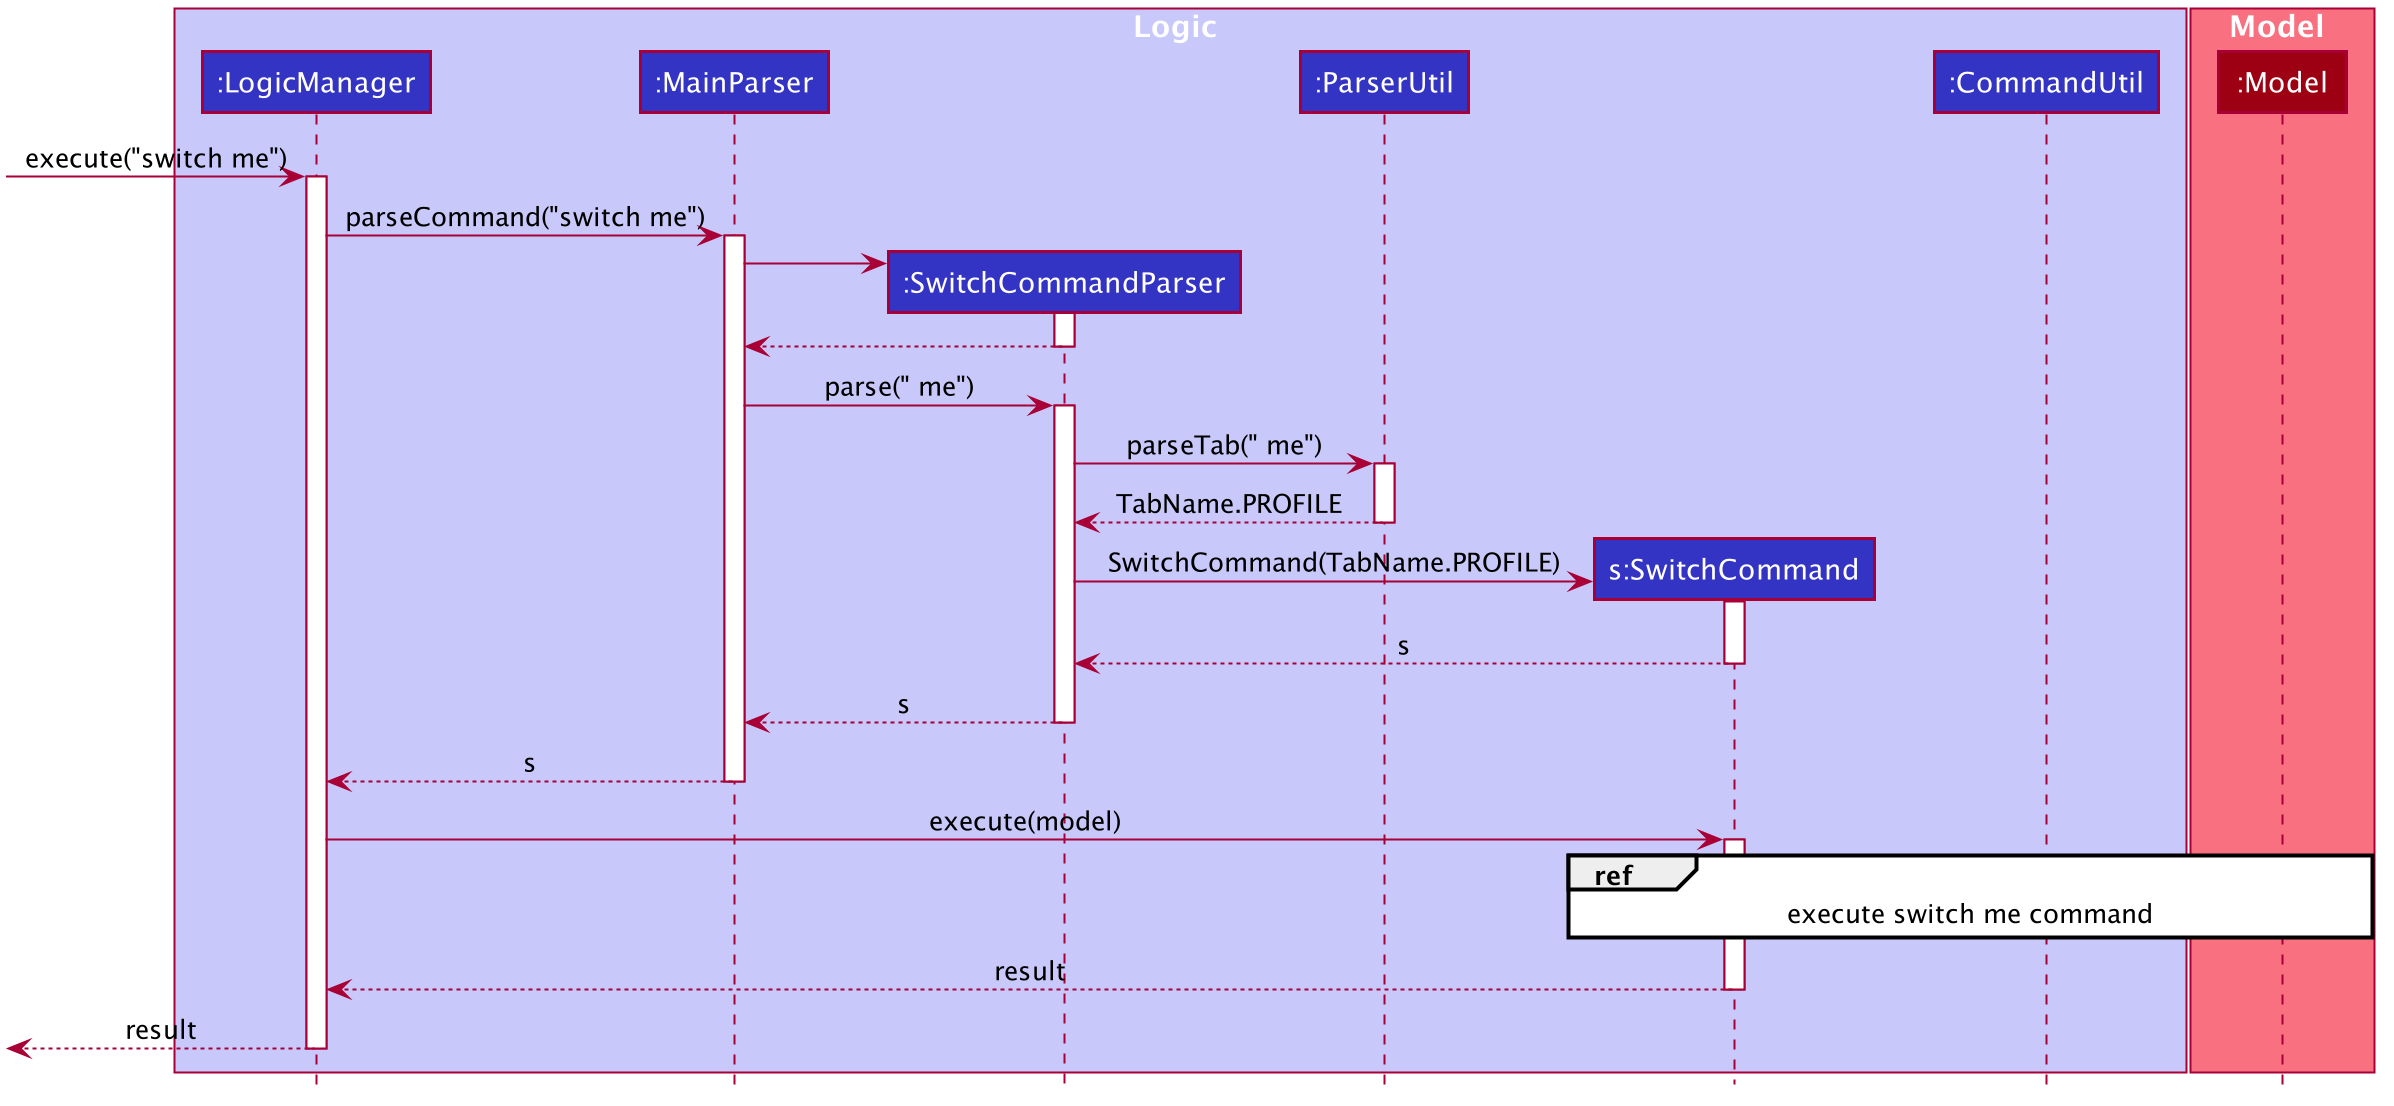 Logic
Model
:LogicManager
:MainParser
:ParserUtil
:CommandUtil
:Model
execute("switch me")
parseCommand("switch me")
:SwitchCommandParser
parse(" me")
parseTab(" me")
TabName.PROFILE
SwitchCommand(TabName.PROFILE)
s:SwitchCommand
s
s
s
execute(model)
ref
execute switch me command
result
result